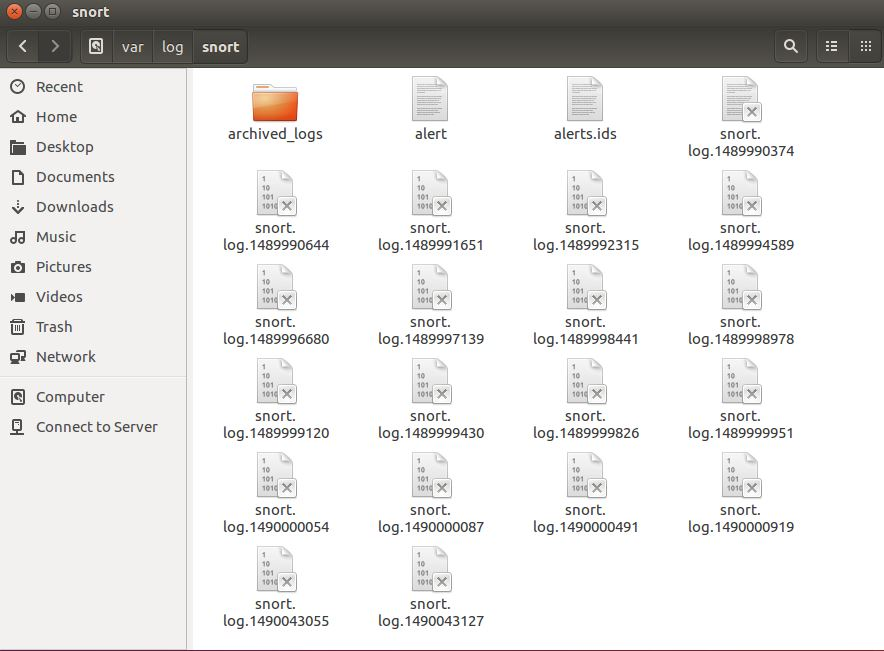 snort
var log snort
Recent
Home
Desktop
Documents
Downloads
Music
Pictures
Videos
Trash
Network
Computer
Connect to Server
archived_logs
alert
alerts.ids
snort.
log.1489990374
snort.
log.1489990644
snort.
log.1489991651
snort.
log.1489992315
snort.
log.1489994589
snort.
log.1489996680
snort.
log.1489997139
snort.
log.1489998441
snort.
log.1489998978
snort.
log.1489999120
snort.
log.1489999430
snort.
log.1489999826
snort.
log.1489999951
snort.
log.1490000054
snort.
log.1490000087
snort.
log.1490000491
snort.
log.1490000919
snort.
log.1490043055
snort.
log.1490043127